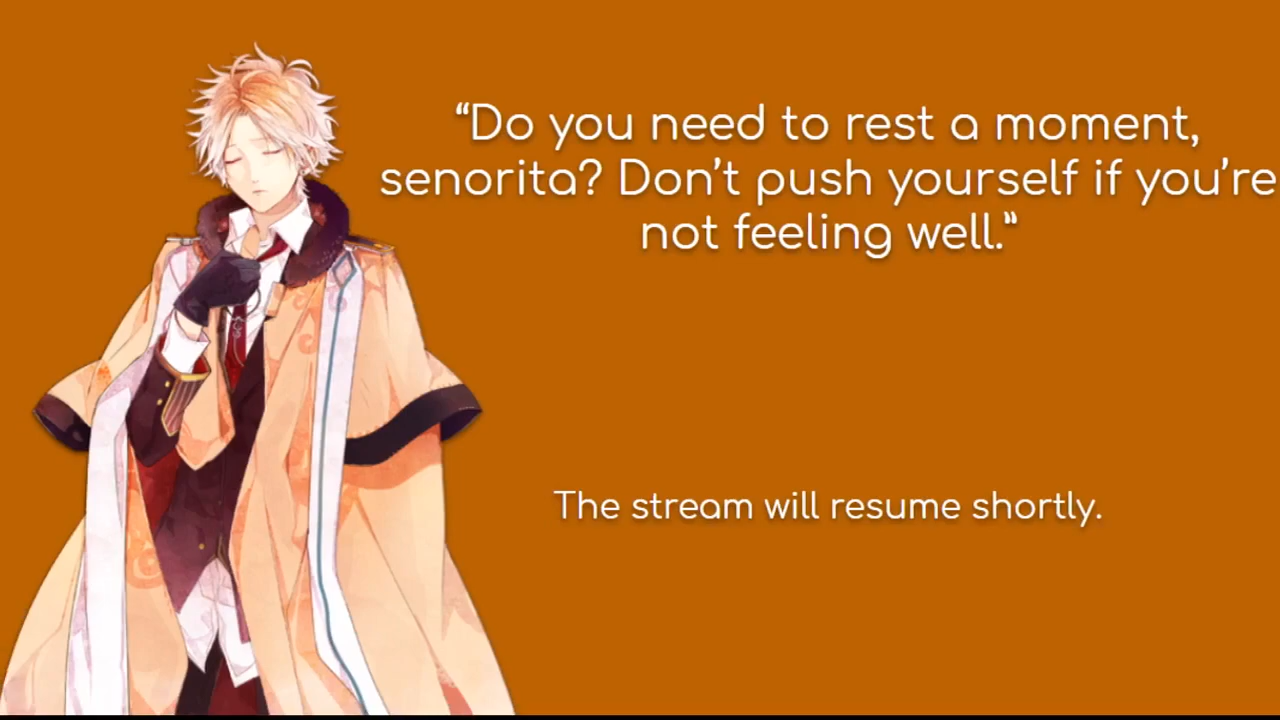 “Do you need to rest a moment,
senorita? Don’t push yourself if you’re
not feeling well.”
The stream will resume shortly.